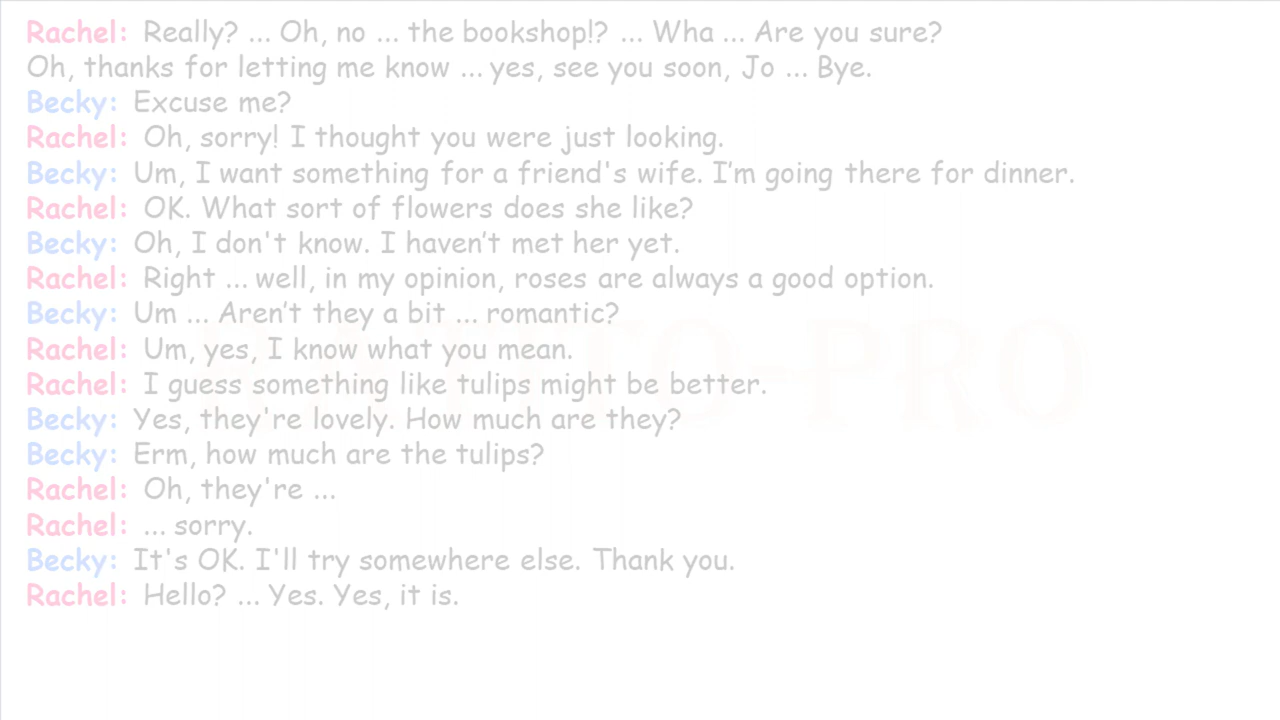 Rachel: Really? ... Oh, no ... the bookshop!? ... Wha ... Are you sure?
Oh, thanks for letting me know ... yes, see you soon, Jo ... Bye.
Becky: Excuse me?
Rachel: Oh, sorry! I thought you were just looking.
Becky: Um, I want something for a friend's wife. I’m going there for dinner.
Rachel: OK. What sort of flowers does she like?
Becky: Oh, I don't know. I haven’t met her yet.
Rachel: Right ... well, in my opinion, roses are always a good option.
Becky: Um ... Aren’t they a bit ... romantic?
Rachel: Um, yes, I know what you mean.
Rachel: I guess something like tulips might be better.
Becky: Yes, they're lovely. How much are they?
Becky: Erm, how much are the tulips?
Rachel: Oh, they're ...
Rachel: ... sorry.
Becky: It's OK. I'll try somewhere else. Thank you.
Rachel: Hello? ... Yes. Yes, it is.